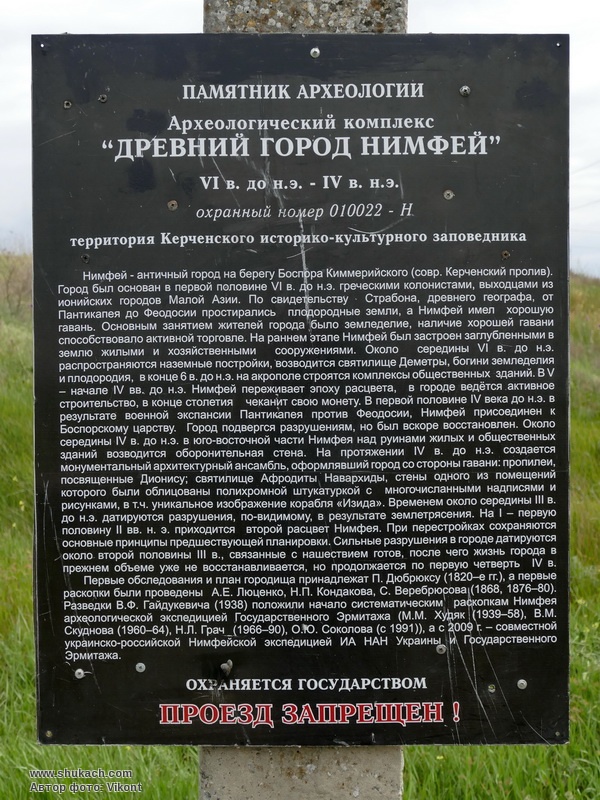 ПАМЯТНИК АРХЕОЛОГИИ
Археологический комплекс
“ДРЕВНИЙ ГОРОД НИМФЕЙ”
VI в. до н.э. - IV в. н.э.
охранный номер 010022 - Н
территория Керченского историко-культурного заповедника
Нимфей - античный город на берегу Боспора Киммерийского (совр. Керченский пролив).
Город был основан в первой половине VI в. до н.э. греческими колонистами, выходцами из
ионийских городов Малой Азии. По свидетельству Страбона, древнего географа, от
Пантикапея до Феодосии простирались плодородные земли, а Нимфей имел хорошую
гавань. Основным занятием жителей города было земледелие, наличие хорошей гавани
способствовало активной торговле. На раннем этапе Нимфей был застроен заглубленными в
землю жилыми и хозяйственными сооружениями. Около середины VI в. до н.э.
распространяются наземные постройки, возводится святилище Деметры, богини земледелия
и плодородия, в конце 6 в. до н.э. на акрополе строятся комплексы общественных зданий. В V
– начале IV вв. до н.э. Нимфей переживает эпоху расцвета, в городе ведётся активное
строительство, в конце столетия чеканит свою монету. В первой половине IV века до н.э. в
результате военной экспансии Пантикапея против Феодосии, Нимфей присоединен к
Боспорскому царству. Город подвергся разрушениям, но был вскоре восстановлен. Около
середины IV в. до н.э. в юго-восточной части Нимфея над руинами жилых и общественных
зданий возводится оборонительная стена. На протяжении IV в. до н.э. создается
монументальный архитектурный ансамбль, оформлявший город со стороны гавани: пропилеи,
посвященные Дионису; святилище Афродиты Навархиды, стены одного из помещений
которого были облицованы полихромной штукатуркой с многочисленными надписями и
рисунками, в т.ч. уникальное изображение корабля «Изида». Временем около середины III в.
до н.э. датируются разрушения, по-видимому, в результате землетрясения. На I – первую
половину II вв. н. э. приходится второй расцвет Нимфея. При перестройках сохраняются
основные принципы предшествующей планировки. Сильные разрушения в городе датируются
около второй половины III в., связанные с нашествием готов, после чего жизнь города в
прежнем объеме уже не восстанавливается, но продолжается по первую четверть IV в.
Первые обследования и план городища принадлежат П. Дюбрюксу (1820–е гг.), а первые
раскопки были проведены А.Е. Люценко, Н.П. Кондакова, С. Веребрюсова (1868, 1876–80).
Разведки В.Ф. Гайдукевича (1938) положили начало систематическим раскопкам Нимфея
археологической экспедицией Государственного Эрмитажа (М.М. Худяк (1939–58), В.М.
Скуднова (1960–64), Н.Л. Грач (1966–90), О.Ю. Соколова (с 1991)), а с 2009 г. – совместной
украинско-российской Нимфейской экспедицией ИА НАН Украины и Государственного
Эрмитажа.
ОХРАНЯЕТСЯ ГОСУДАРСТВОМ
ПРОЕЗД ЗАПРЕЩЕН !
www.shukach.com
Автор фото: Vikont